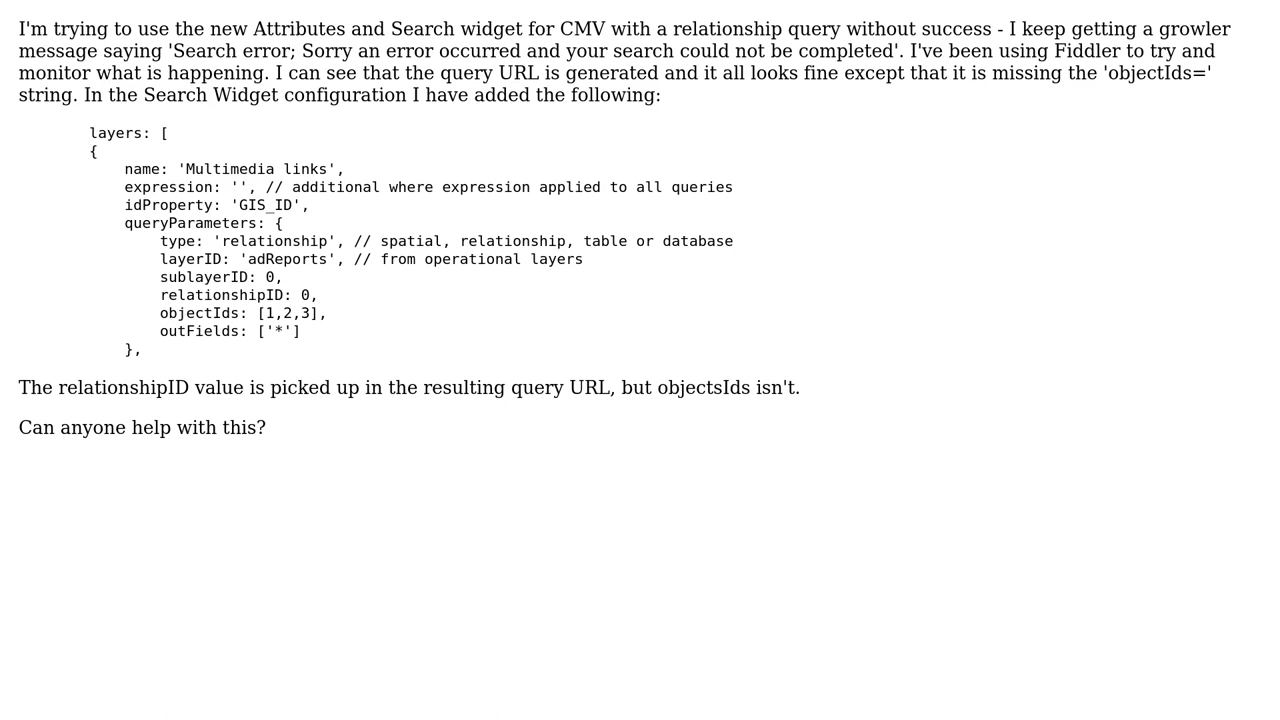 I'm trying to use the new Attributes and Search widget for CMV with a relationship query without success - I keep getting a growler
message saying 'Search error; Sorry an error occurred and your search could not be completed'. I've been using Fiddler to try and
monitor what is happening. I can see that the query URL is generated and it all looks fine except that it is missing the 'objectIds='
string. In the Search Widget configuration I have added the following:
layers: [
{
name: 'Multimedia links',
expression: '', // additional where expression applied to all queries
idProperty: 'GIS_ID',
queryParameters: {
type: 'relationship', // spatial, relationship, table or database
layerID: 'adReports', // from operational layers
sublayerID: 0,
relationshipID: 0,
objectIds: [1,2,3],
outFields: ['*']
},
The relationshipID value is picked up in the resulting query URL, but objectsIds isn't.
Can anyone help with this?